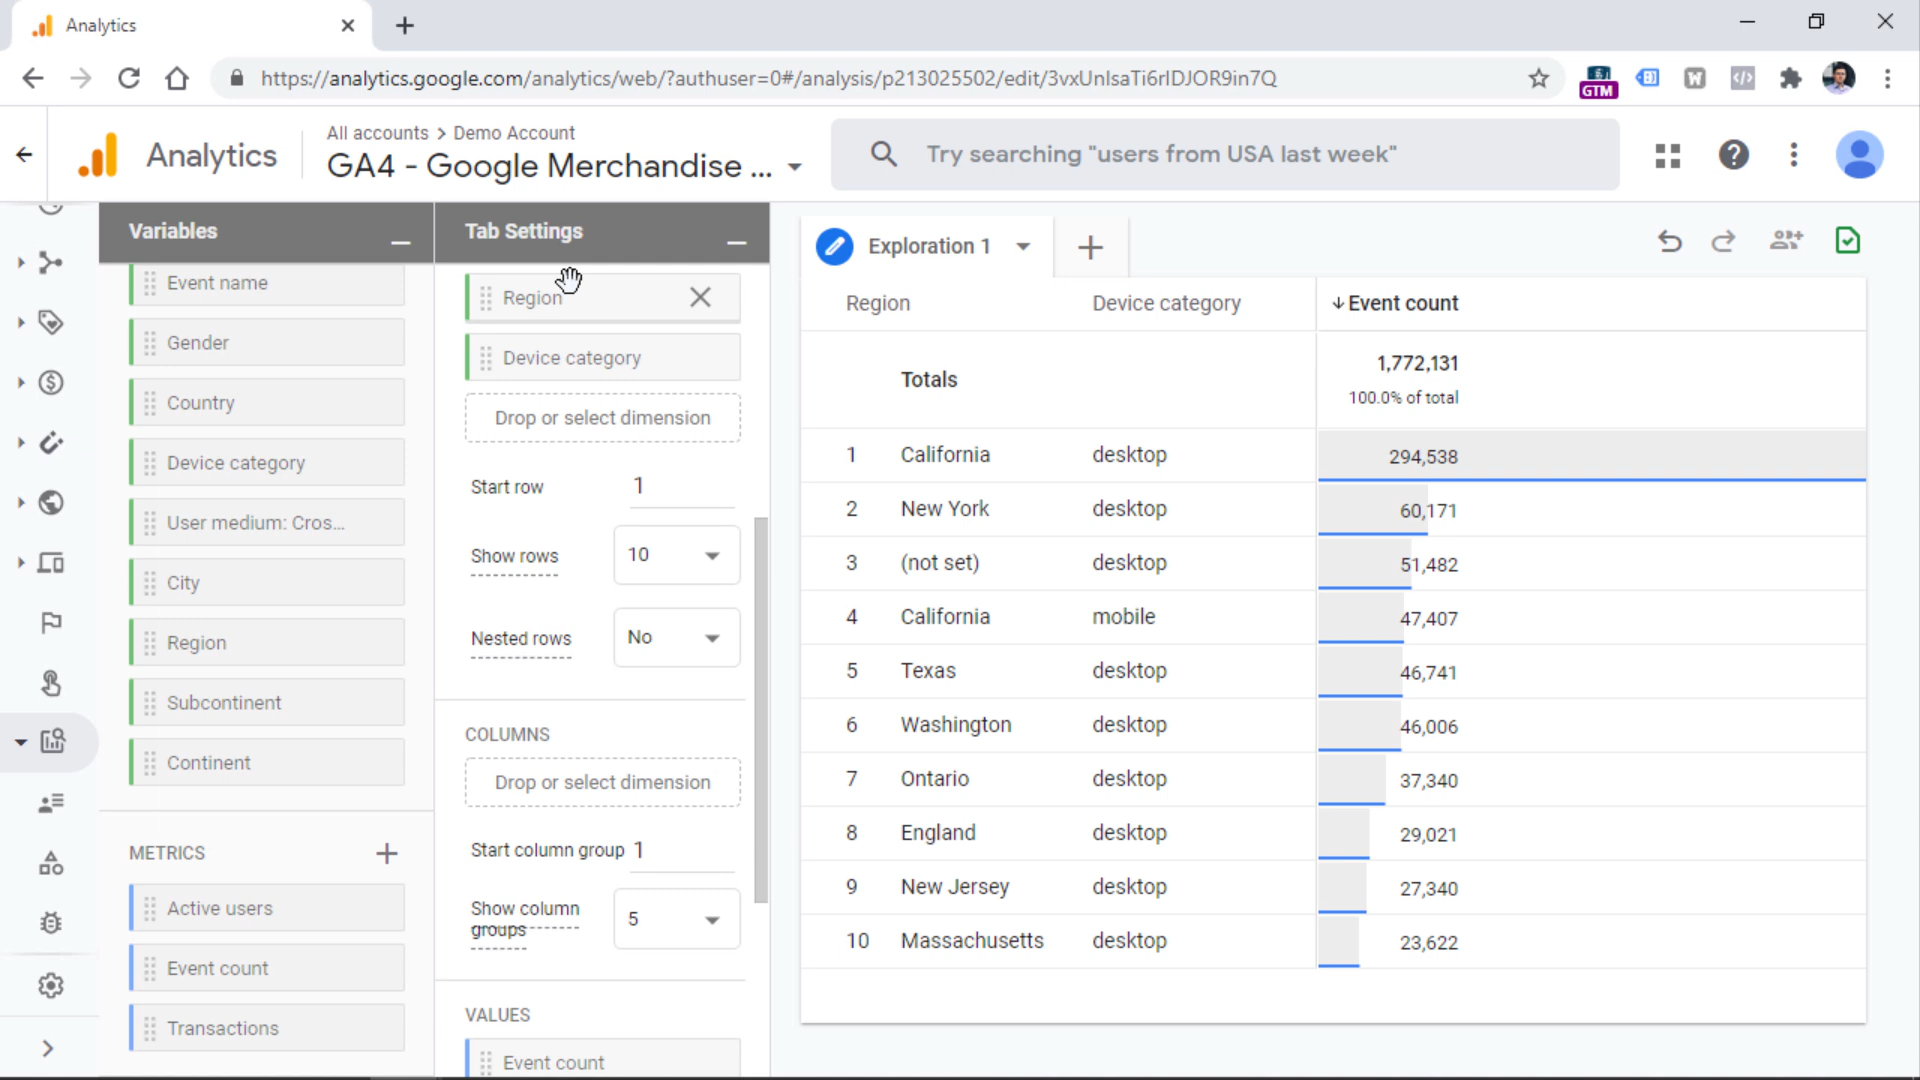 Analytics
https://analytics.google.com/analytics/web/?authuser=0#/analysis/p213025502/edit/3vxUnlsaTi6rlDJOR9in7Q
GTM
W
Analytics
All accounts > Demo Account
GA4 - Google Merchandise ...
Try searching "users from USA last week"
Variables
Event name
Gender
Country
Device category
User medium: Cros...
City
Region
Subcontinent
Continent
METRICS
Active users
Event count
Transactions
Tab Settings
Region
Device category
Drop or select dimension
Start row 1
Show rows 10
Nested rows No
COLUMNS
Drop or select dimension
Start column group 1
Show column
groups
5
VALUES
Event count
Exploration 1
Region Device category ↓Event count
Totals 1,772,131
100.0% of total
1 California desktop 294,538
2 New York desktop 60,171
3 (not set) desktop 51,482
4 California mobile 47,407
5 Texas desktop 46,741
6 Washington desktop 46,006
7 Ontario desktop 37,340
8 England desktop 29,021
9 New Jersey desktop 27,340
10 Massachusetts desktop 23,622